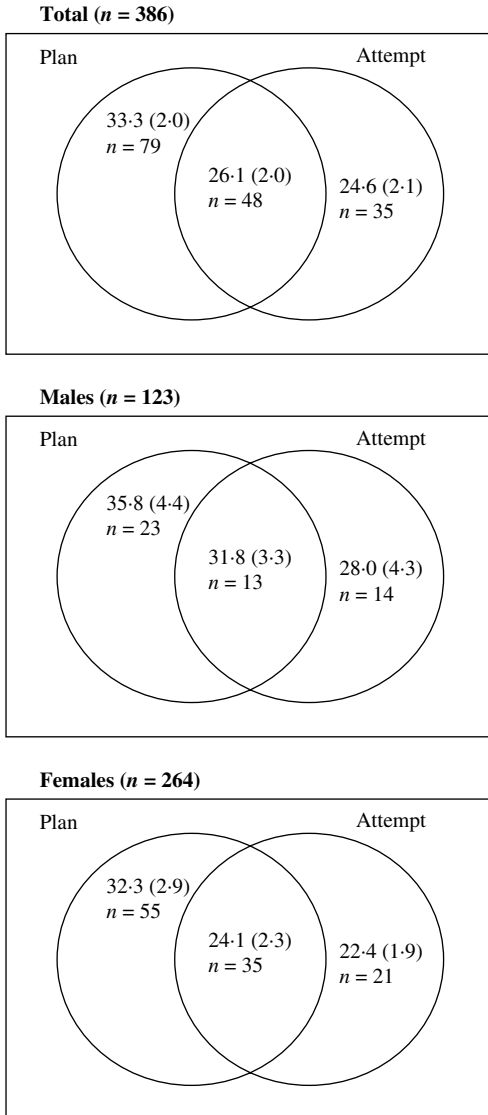 Total (n = 386)
Plan
Attempt
33·3 (2·0)
n = 79
26·1 (2·0)
n = 48
24·6 (2·1)
n = 35
Males (n = 123)
Plan
Attempt
35·8 (4·4)
n = 23
31·8 (3·3)
n = 13
28·0 (4·3)
n = 14
Females (n = 264)
Plan
Attempt
32·3 (2·9)
n = 55
24·1 (2·3)
n = 35
22·4 (1·9)
n = 21